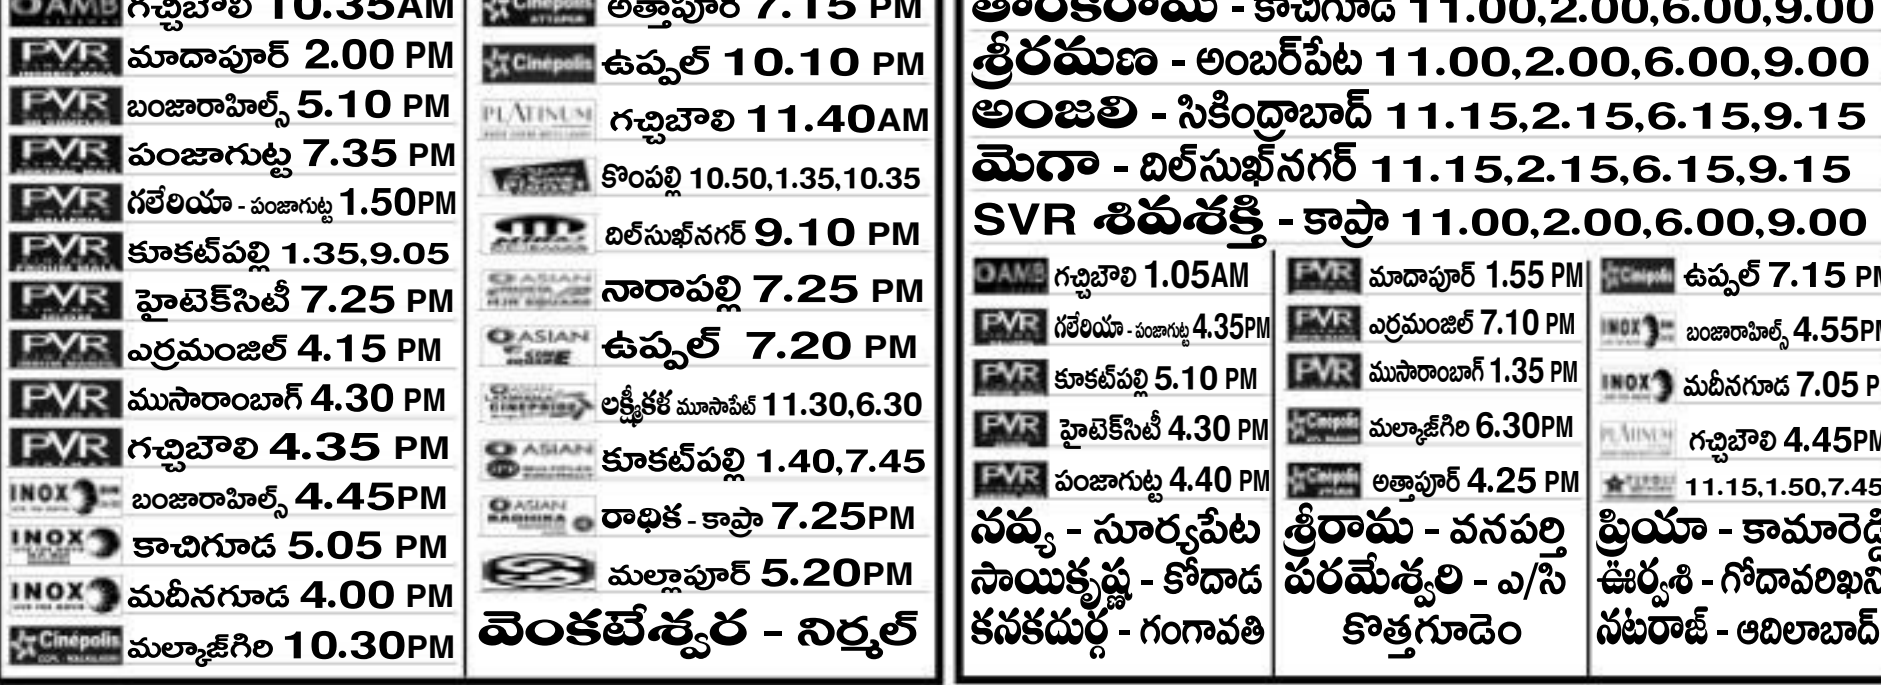 AMB గచ్చిబౌలి 10.35AM
PVR మాదాపూర్ 2.00 PM
PVR బంజారాహిల్స్ 5.10 PM
PVR పంజాగుట్ట 7.35 PM
PVR గలేరియా - పంజాగుట్ట 1.50PM
PVR కూకట్‌పల్లి 1.35,9.05
PVR హైటెక్‌సిటీ 7.25 PM
PVR ఎర్రమంజిల్ 4.15 PM
PVR ముసారాంబాగ్ 4.30 PM
PVR గచ్చిబౌలి 4.35 PM
INOX బంజారాహిల్స్ 4.45PM
INOX కాచిగూడ 5.05 PM
INOX మదీనగూడ 4.00 PM
Cinépolis మల్కాజ్‌గిరి 10.30PM
Cinépolis అత్తాపూర్ 7.15 PM
Cinépolis ఉప్పల్ 10.10 PM
PLATINUM గచ్చిబౌలి 11.40AM
కొంపల్లి 10.50,1.35,10.35
దిల్‌సుఖ్‌నగర్ 9.10 PM
ASIAN నారాపల్లి 7.25 PM
ASIAN ఉప్పల్ 7.20 PM
లక్ష్మీకళ మూసాపేట్ 11.30,6.30
ASIAN కూకట్‌పల్లి 1.40,7.45
ASIAN RADHIKA రాధిక - కాప్రా 7.25PM
మల్లాపూర్ 5.20PM
వెంకటేశ్వర - నిర్మల్
తారకరామ - కాచిగూడ 11.00,2.00,6.00,9.00
శ్రీరమణ - అంబర్‌పేట 11.00,2.00,6.00,9.00
అంజలి - సికింద్రాబాద్ 11.15,2.15,6.15,9.15
మెగా - దిల్‌సుఖ్‌నగర్ 11.15,2.15,6.15,9.15
SVR శివశక్తి - కాప్రా 11.00,2.00,6.00,9.00
AMB గచ్చిబౌలి 1.05AM
PVR గలేరియా - పంజాగుట్ట 4.35PM
PVR కూకట్‌పల్లి 5.10 PM
PVR హైటెక్‌సిటీ 4.30 PM
PVR పంజాగుట్ట 4.40 PM
నవ్య - సూర్యపేట
సాయికృష్ణ - కోదాడ
కనకదుర్గ - గంగావతి
PVR మాదాపూర్ 1.55 PM
PVR ఎర్రమంజిల్ 7.10 PM
PVR ముసారాంబాగ్ 1.35 PM
Cinépolis మల్కాజ్‌గిరి 6.30PM
Cinépolis అత్తాపూర్ 4.25 PM
శ్రీరామ - వనపర్తి
పరమేశ్వరి - ఎ/సి
కొత్తగూడెం
Cinépolis ఉప్పల్ 7.15 PM
INOX బంజారాహిల్స్ 4.55PM
INOX మదీనగూడ 7.05 P
PLATINUM గచ్చిబౌలి 4.45PM
11.15,1.50,7.45
ప్రియా - కామారెడ్డి
ఊర్వశి - గోదావరిఖని
నటరాజ్ - ఆదిలాబాద్